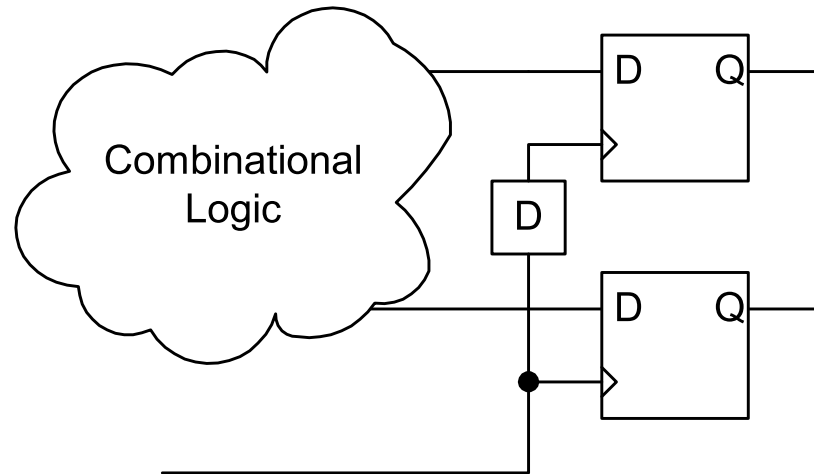 D Q
Combinational
Logic
D
D Q